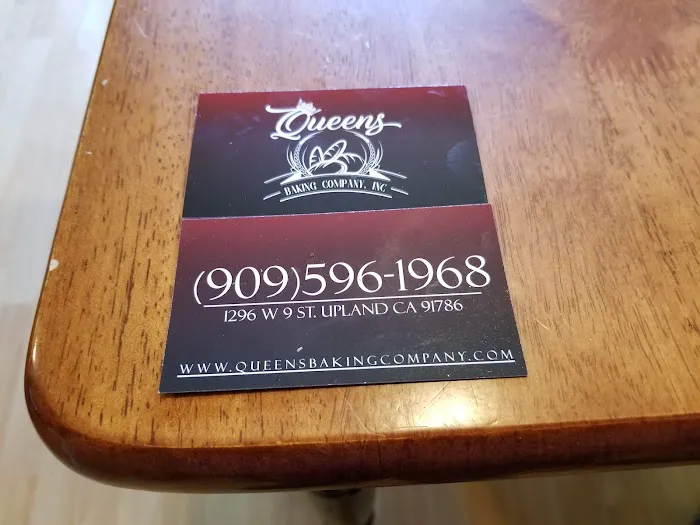 Queens
BAKING COMPANY, INC
(909)596-1968
1296 W 9 ST. UPLAND CA 91786
WWW.QUEENSBAKINGCOMPANY.COM